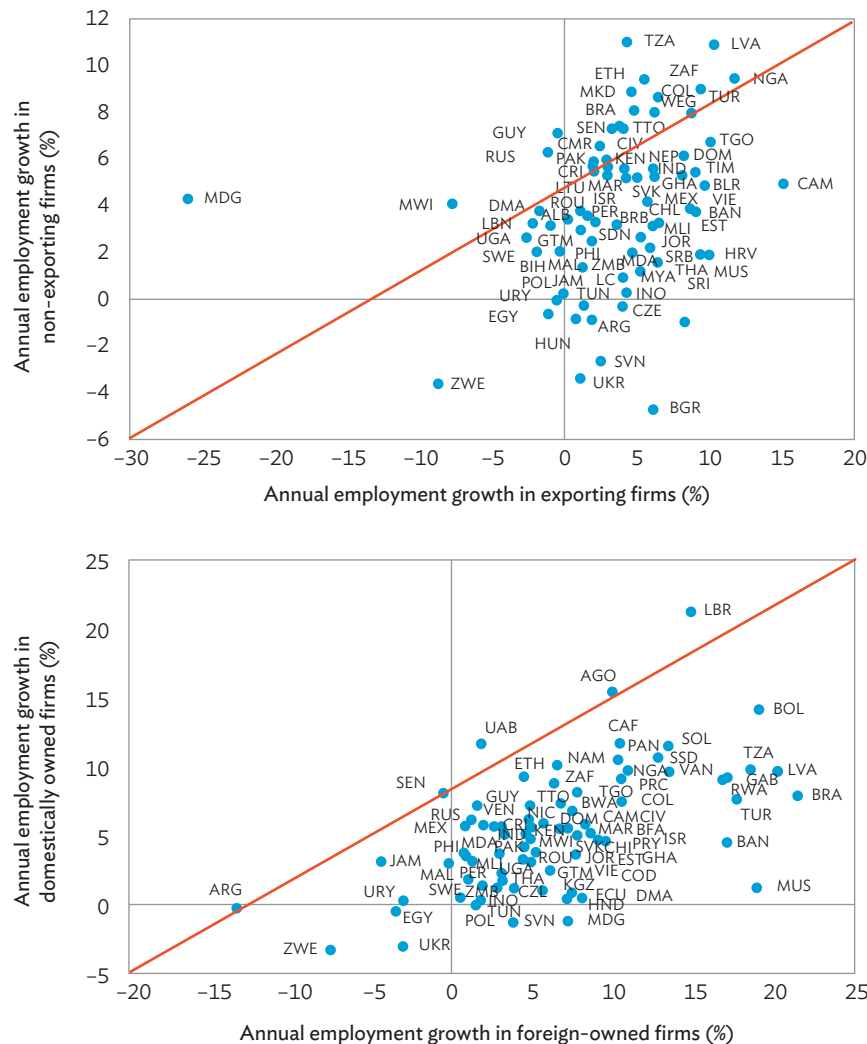 Annual employment growth in
non-exporting firms (%)
12
TZA LVA
10
ETH ZAF NGA
MKD COL TUR
8
BRA WEG
GUY SEN TTO
CMR CIV TGO
6
RUS PAK KEN NEP DOM
CRI IND TIM
MDG LTU MAR SVK GHA BLR CAM
4
MWI DMA ROU ISR CHL MEX VIE
LBN ALB PER BRB BAN
UGA GTM SDN MLI EST
2
SWE PHI JOR
BIH MAL ZMB MDA SRB HRV
POL JAM LC MYA THA MUS
0
URY TUN INO SRI
EGY ARG CZE
−2
HUN
SVN
−4
ZWE UKR
BGR
−6
−30 −25 −20 −15 −10 −5 0 5 10 15 20
Annual employment growth in exporting firms (%)
Annual employment growth in
domestically owned firms (%)
25
LBR
20
AGO
15
BOL
UAB CAF
PAN SOL
10
ETH NAM SSD TZA
SEN ZAF NGA VAN GAB LVA
GUY TTO TGO PRC RWA BRA
RUS VEN BWA COL TUR
5
MEX CRI NIC DOM CAM CIV
IND KEN MAR BFA
PHI MDA PAK MWI SVK CHI PRY ISR BAN
JAM MLI ROU JOR EST GHA
MAL PER UGA GTM VIE
ARG URY SWE ZMB THA CZL KGZ COD MUS
0
EGY INO ECU DMA
POL TUN SVN HND
ZWE UKR MDG
−5
−20 −15 −10 −5 0 5 10 15 20 25
Annual employment growth in foreign-owned firms (%)